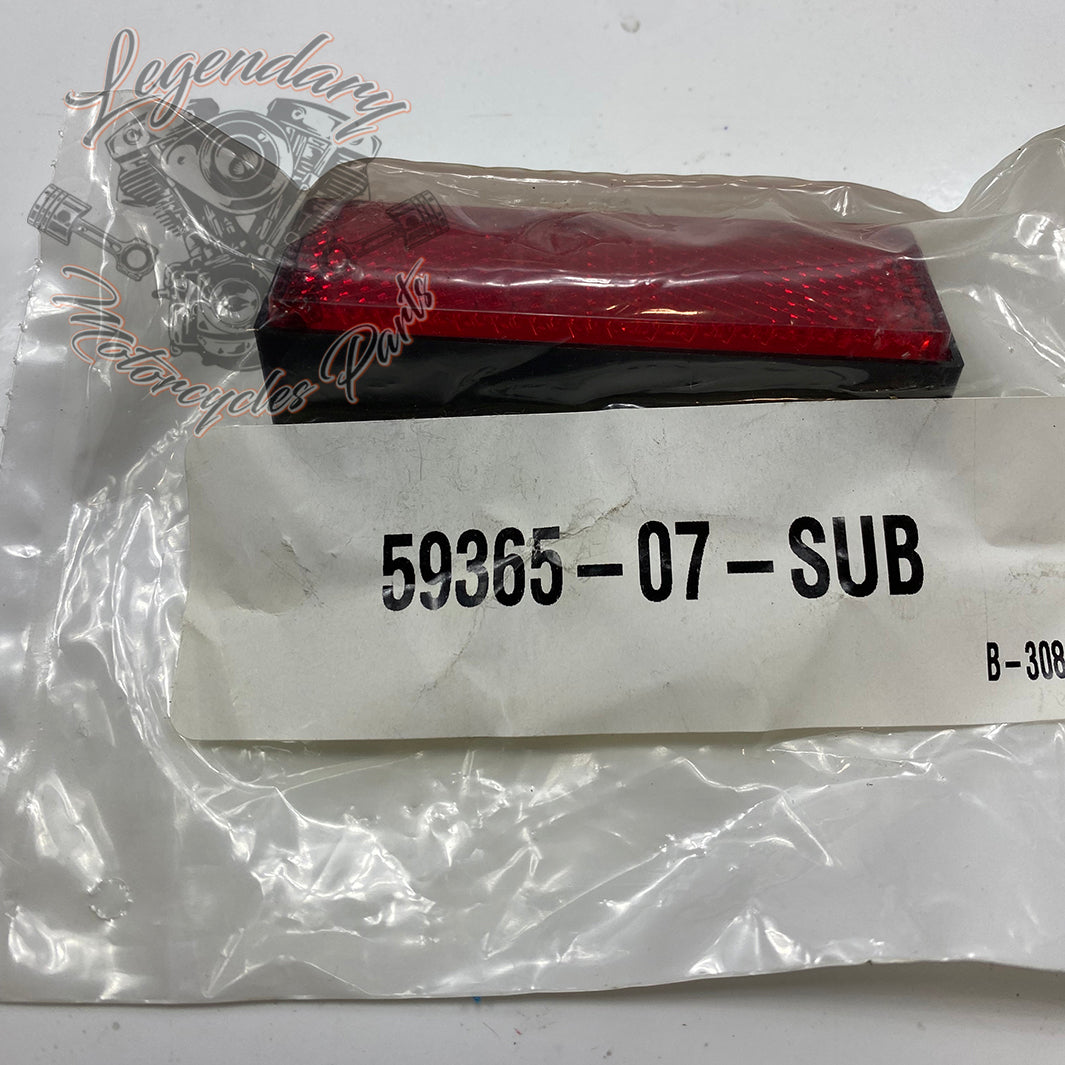 Legendary
Motorcycles Parts
59365-07-SUB
B-308